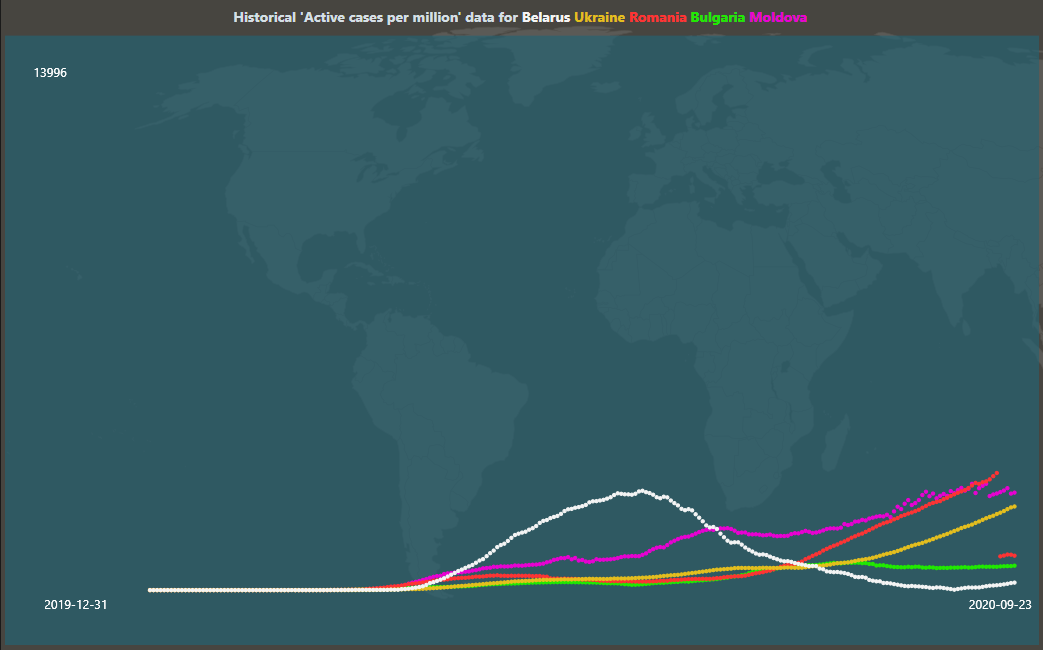 Historical 'Active cases per million' data for Belarus Ukraine Romania Bulgaria Moldova
13996
2019-12-31
2020-09-23